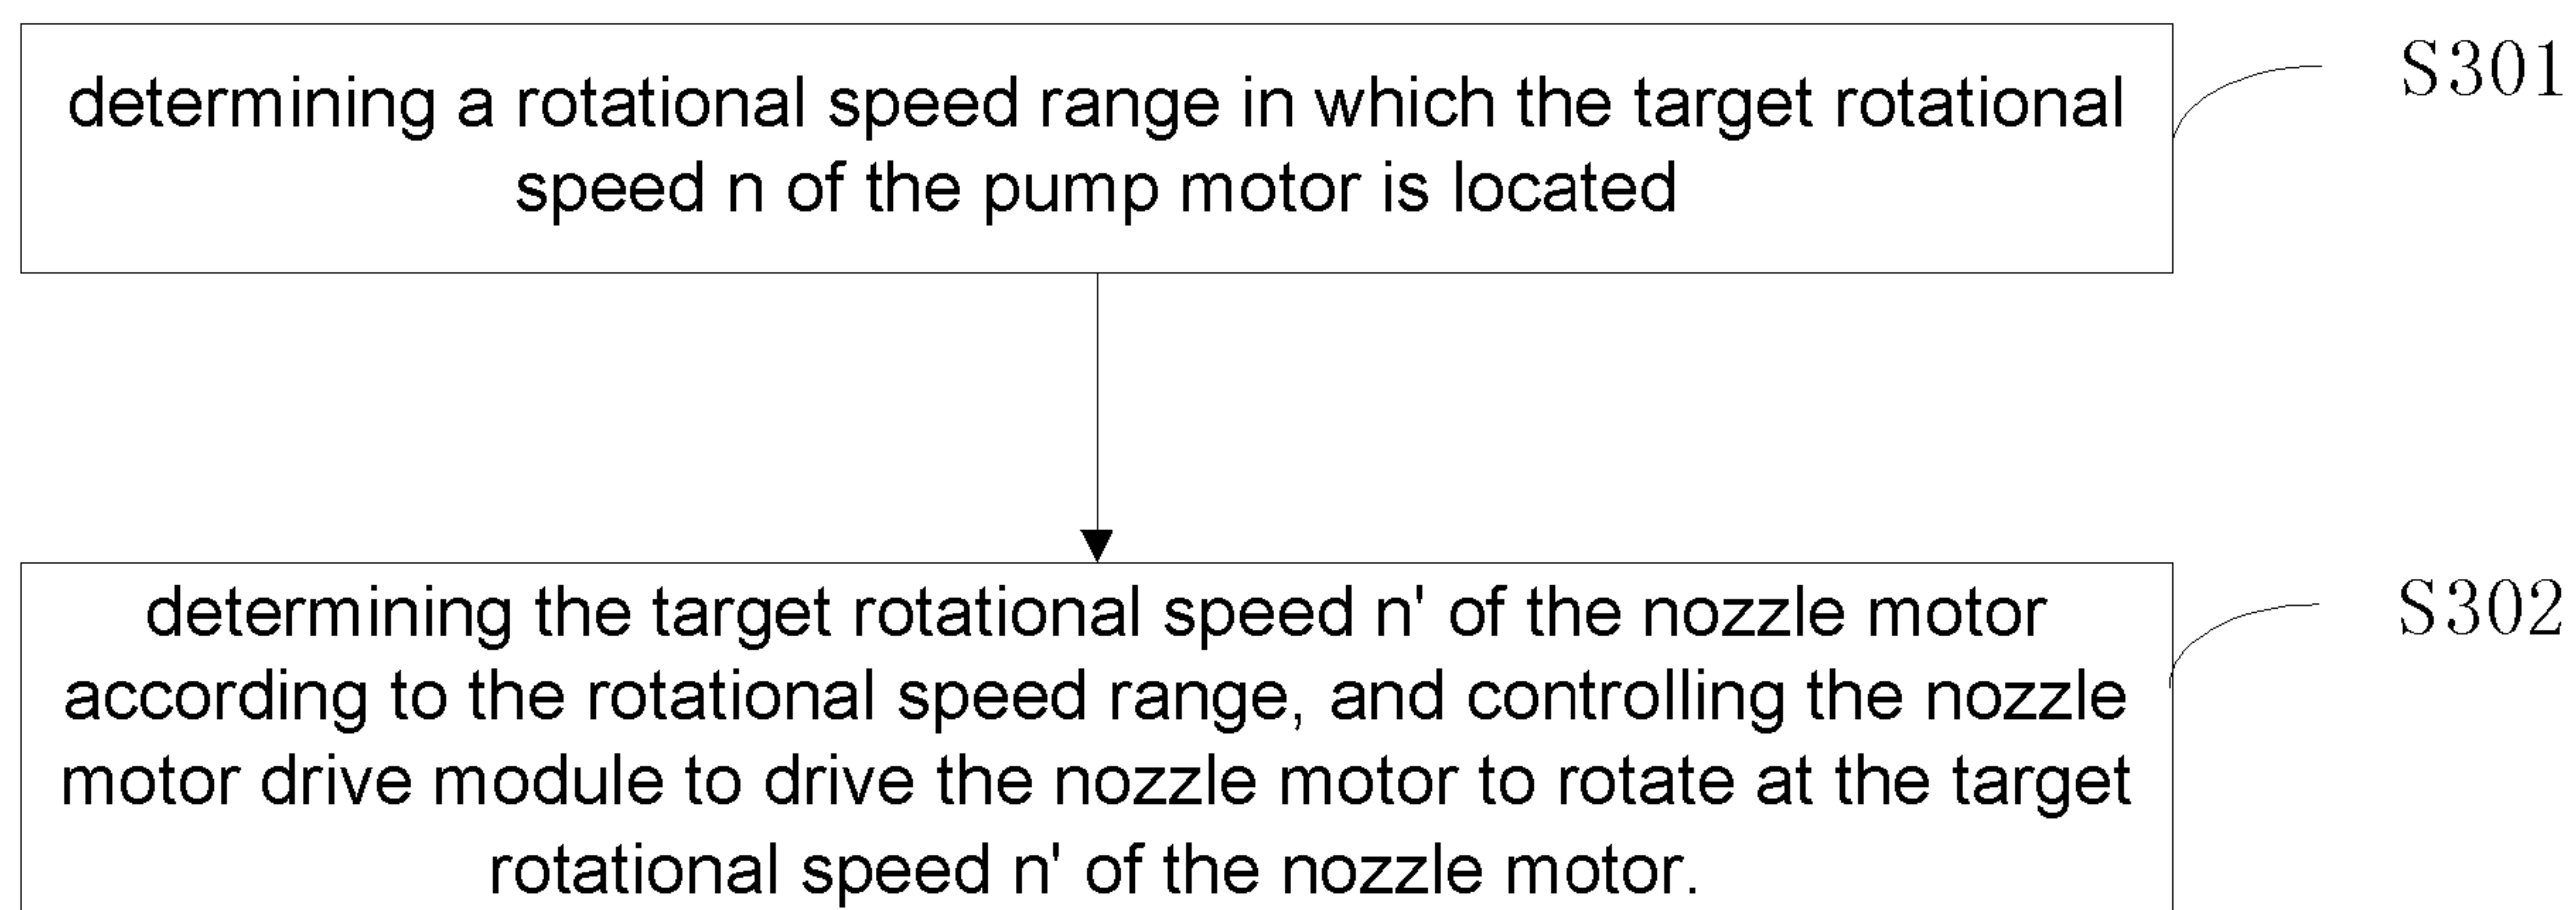 determining a rotational speed range in which the target rotational
speed n of the pump motor is located
S301
determining the target rotational speed n' of the nozzle motor
according to the rotational speed range, and controlling the nozzle
motor drive module to drive the nozzle motor to rotate at the target
rotational speed n' of the nozzle motor.
S302